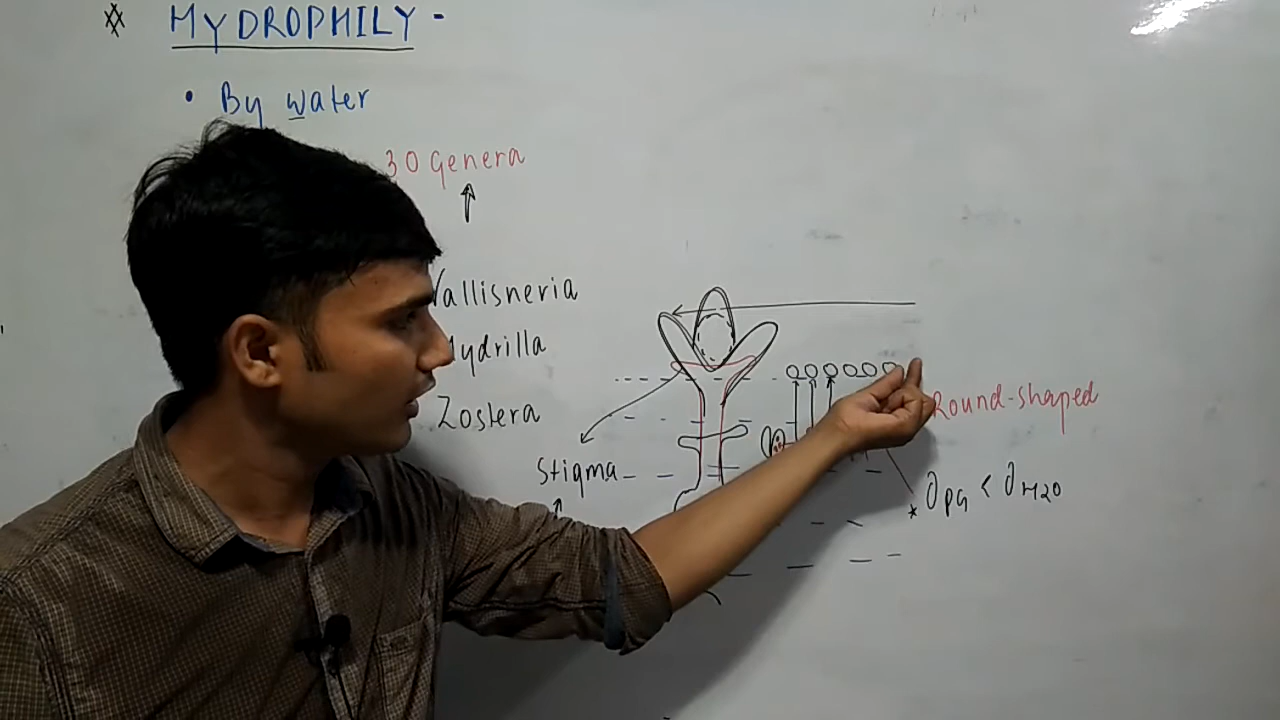 * HYDROPHILY -
• By water
30 Genera
Vallisneria
Hydrilla
Zostera
Round-shaped
Stigma
* ∂PG < ∂H2O